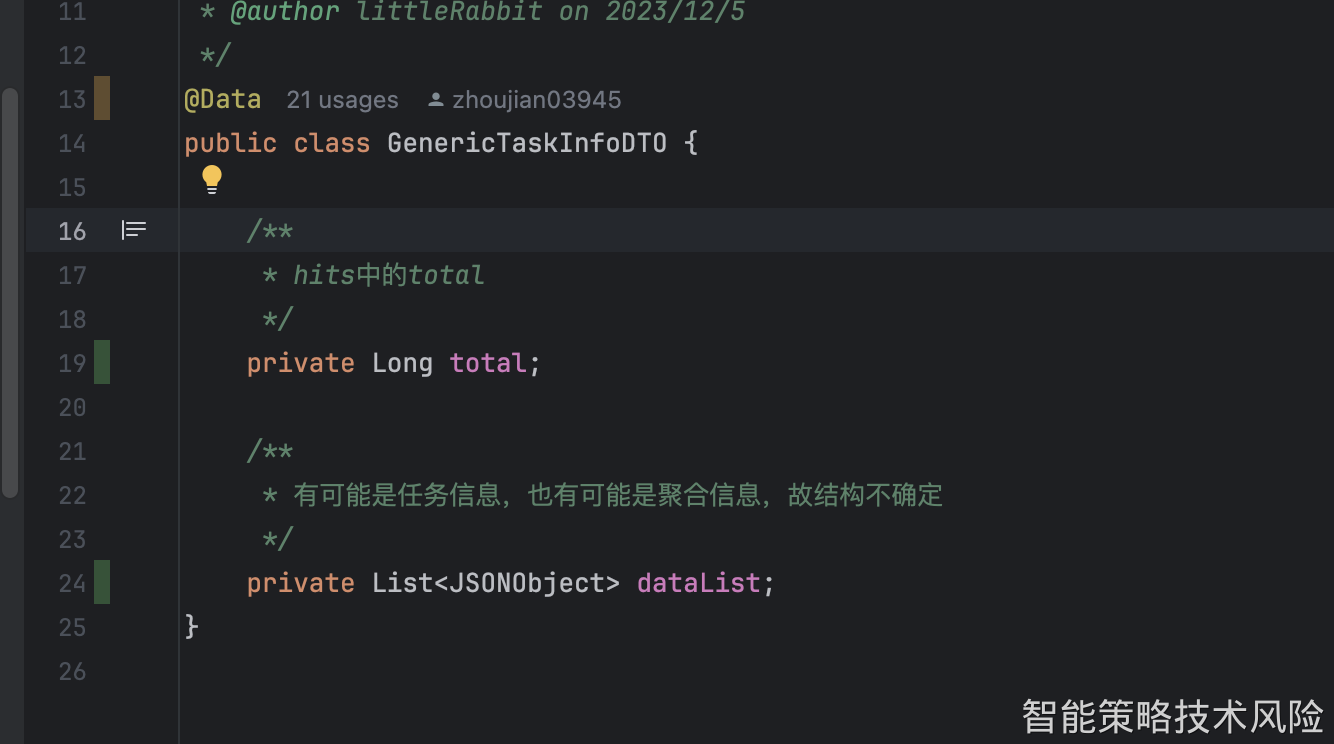 11 * @author littleRabbit on 2023/12/5
12 */
13 @Data 21 usages zhoujian03945
14 public class GenericTaskInfoDTO {
15
16 /**
17 * hits中的total
18 */
19 private Long total;
20
21 /**
22 * 有可能是任务信息，也有可能是聚合信息，故结构不确定
23 */
24 private List<JSONObject> dataList;
25 }
26
智能策略技术风险